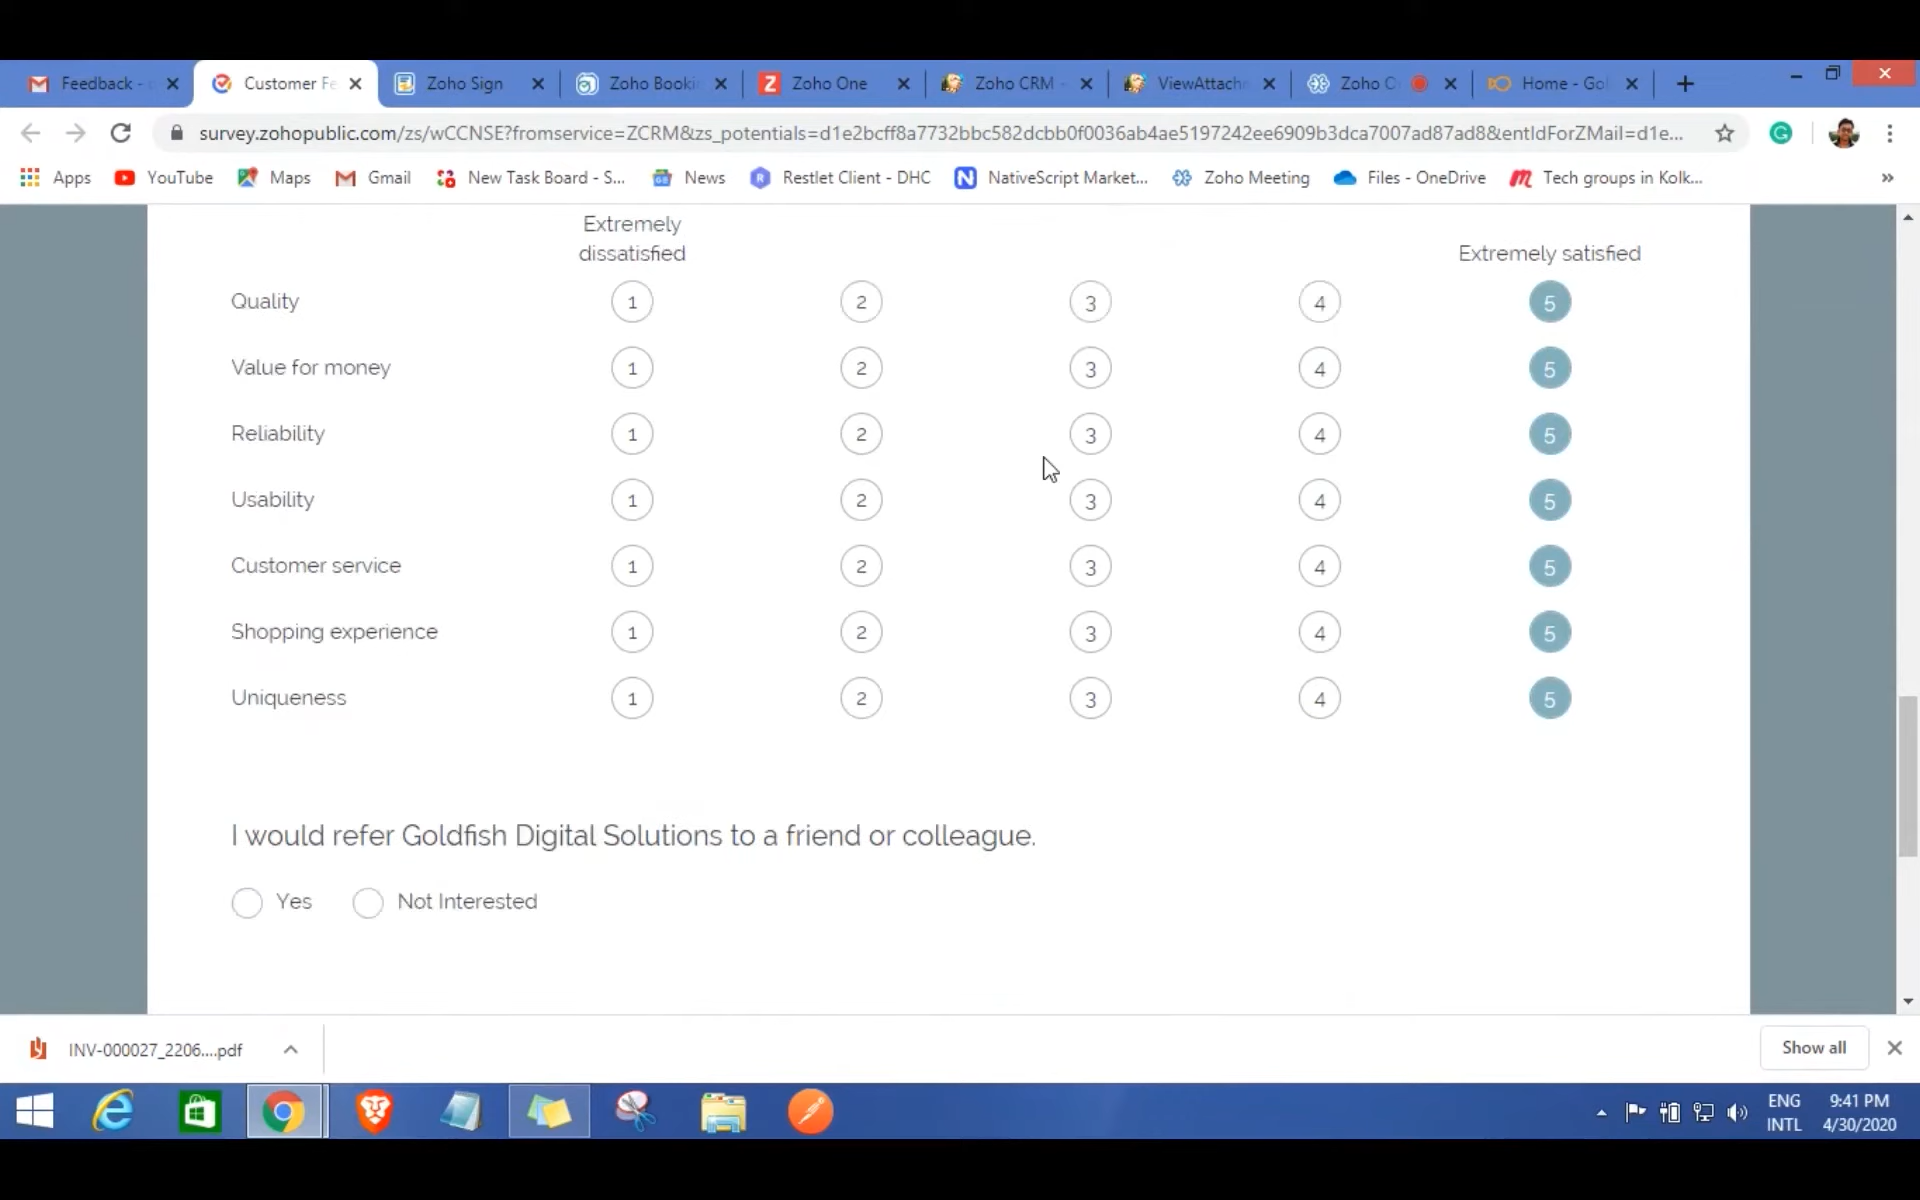 Feedback -
Customer Fe
Zoho Sign
Zoho Booki
Zoho One
Zoho CRM -
ViewAttach
Zoho O
Home - Gol
survey.zohopublic.com/zs/wCCNSE?fromservice=ZCRM&zs_potentials=d1e2bcff8a7732bbc582dcbb0f0036ab4ae5197242ee6909b3dca7007ad87ad8&entIdForZMail=d1e...
Apps
YouTube
Maps
Gmail
New Task Board - S...
News
Restlet Client - DHC
NativeScript Market...
Zoho Meeting
Files - OneDrive
Tech groups in Kolk...
»
Extremely
dissatisfied
Extremely satisfied
Quality 1 2 3 4 5
Value for money 1 2 3 4 5
Reliability 1 2 3 4 5
Usability 1 2 3 4 5
Customer service 1 2 3 4 5
Shopping experience 1 2 3 4 5
Uniqueness 1 2 3 4 5
I would refer Goldfish Digital Solutions to a friend or colleague.
Yes Not Interested
INV-000027_2206....pdf
Show all
ENG 9:41 PM
INTL 4/30/2020